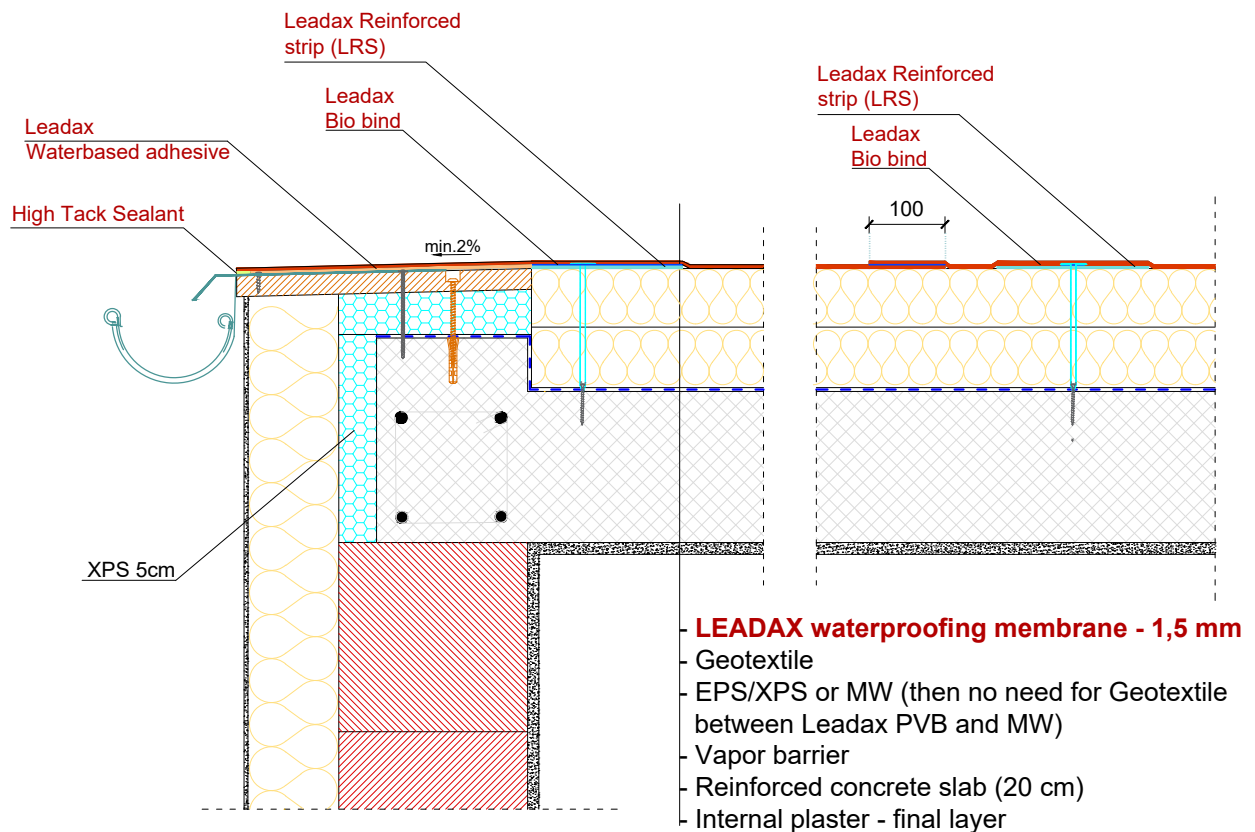 Leadax Reinforced
strip (LRS)
Leadax
Bio bind
Leadax
Waterbased adhesive
High Tack Sealant
min.2%
Leadax Reinforced
strip (LRS)
Leadax
Bio bind
100
XPS 5cm
- LEADAX waterproofing membrane - 1,5 mm
- Geotextile
- EPS/XPS or MW (then no need for Geotextile
between Leadax PVB and MW)
- Vapor barrier
- Reinforced concrete slab (20 cm)
- Internal plaster - final layer